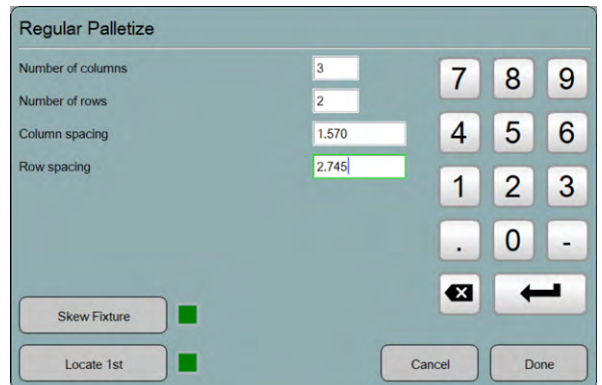 Regular Palletize
Number of columns 3
Number of rows 2
Column spacing 1.570
Row spacing 2.745
7 8 9
4 5 6
1 2 3
. 0 -
Skew Fixture
Locate 1st
Cancel Done